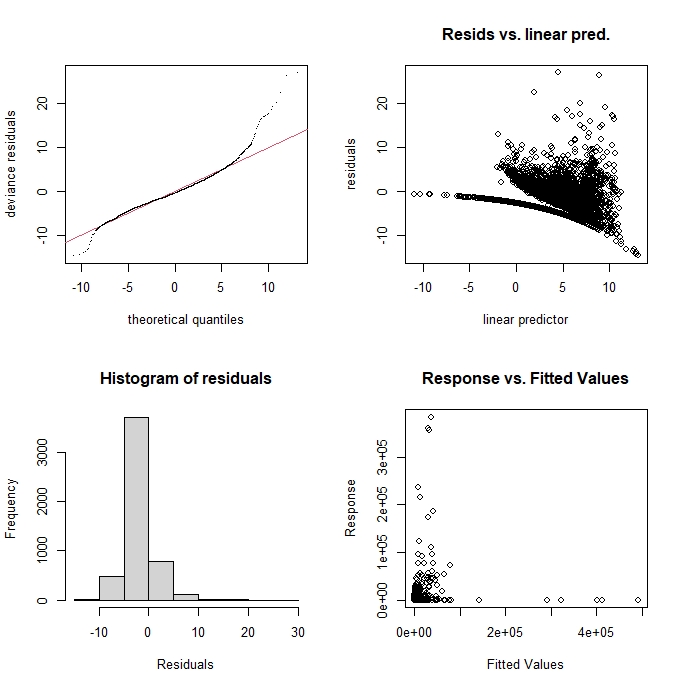 deviance residuals
20
10
0
-10
-10 -5 0 5 10
theoretical quantiles
Resids vs. linear pred.
residuals
20
10
0
-10
-10 -5 0 5 10
linear predictor
Histogram of residuals
Frequency
3000
2000
1000
0
-10 0 10 20 30
Residuals
Response vs. Fitted Values
Response
3e+05
2e+05
1e+05
0e+00
0e+00 2e+05 4e+05
Fitted Values